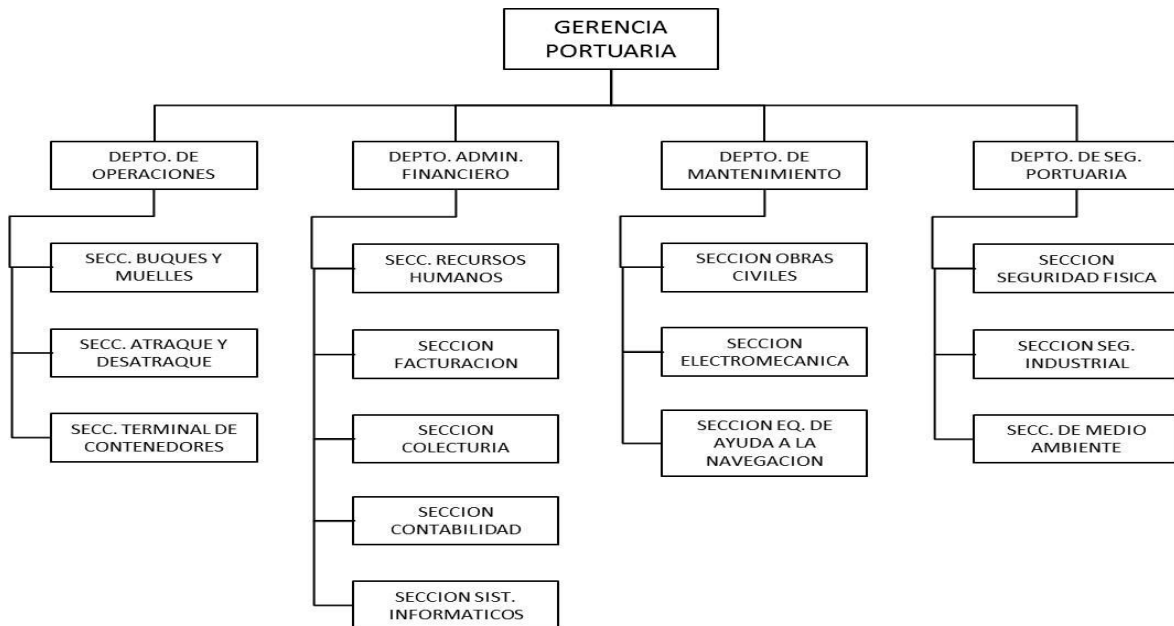 GERENCIA
PORTUARIA
DEPTO. DE
OPERACIONES
DEPTO. ADMIN.
FINANCIERO
DEPTO. DE
MANTENIMIENTO
DEPTO. DE SEG.
PORTUARIA
SECC. BUQUES Y
MUELLES
SECC. ATRAQUE Y
DESATRAQUE
SECC. TERMINAL DE
CONTENEDORES
SECC. RECURSOS
HUMANOS
SECCION
FACTURACION
SECCION
COLECTURIA
SECCION
CONTABILIDAD
SECCION SIST.
INFORMATICOS
SECCION OBRAS
CIVILES
SECCION
ELECTROMECANICA
SECCION EQ. DE
AYUDA A LA
NAVEGACION
SECCION
SEGURIDAD FISICA
SECCION SEG.
INDUSTRIAL
SECC. DE MEDIO
AMBIENTE